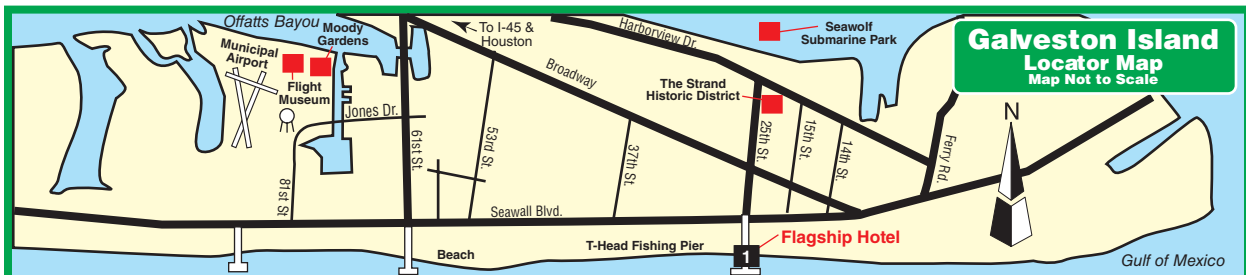 Offatts Bayou
Moody
Gardens
Municipal
Airport
Flight
Museum
Jones Dr.
81st St
61st St.
To I-45 &
Houston
53rd St.
Broadway
37th St.
Harborview Dr.
Seawolf
Submarine Park
The Strand
Historic District
25th St.
15th St.
14th St.
Ferry Rd.
Galveston Island
Locator Map
Map Not to Scale
N
Seawall Blvd.
Beach
T-Head Fishing Pier
1
Flagship Hotel
Gulf of Mexico